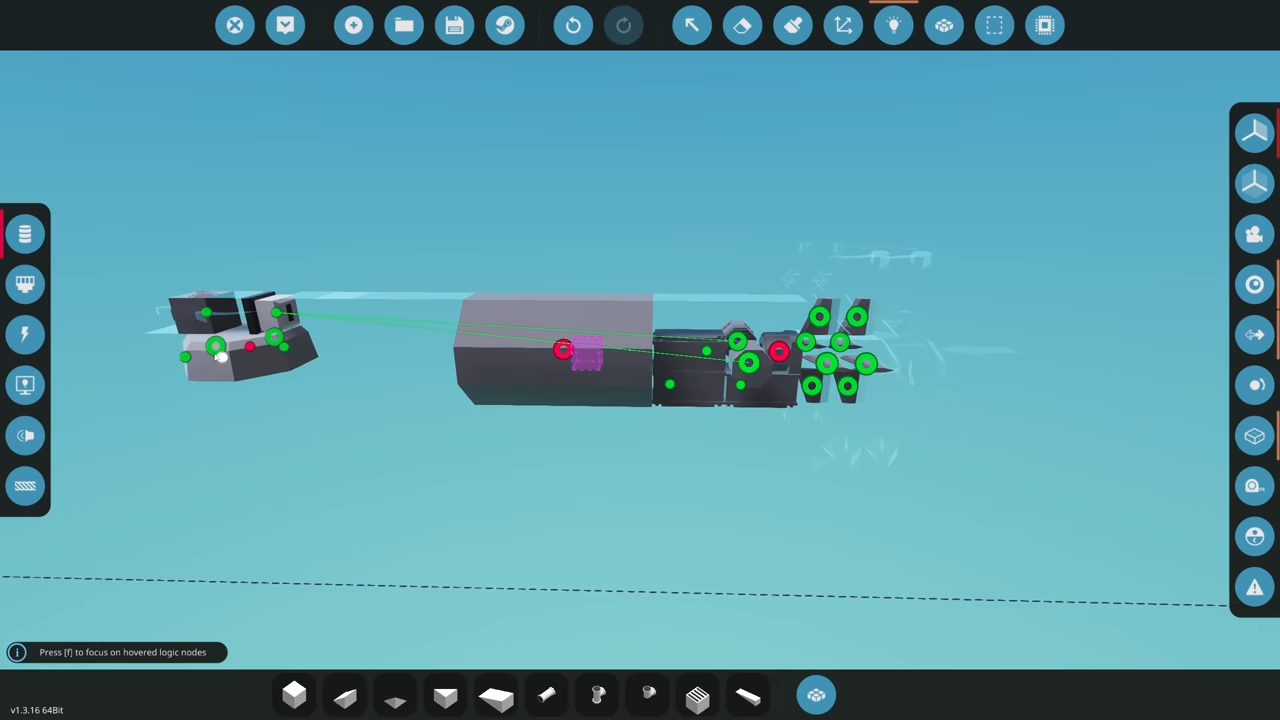 Press [f] to focus on hovered logic nodes
v1.3.16 64Bit